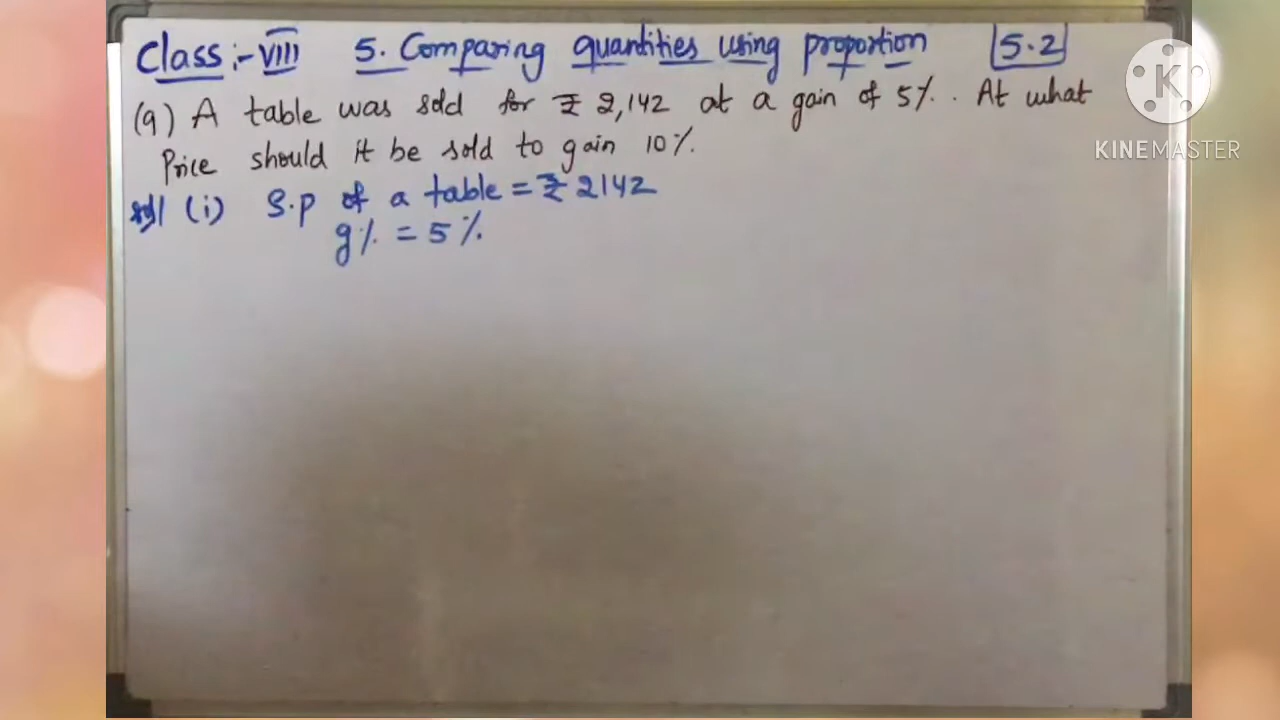 Class :- VIII 5. Comparing quantities using proportion 5.2
(9) A table was sold for ₹ 2,142 at a gain of 5%. At what
Price should it be sold to gain 10%.
sol (i) S.P of a table = ₹ 2142
g% = 5%
K
KINEMASTER